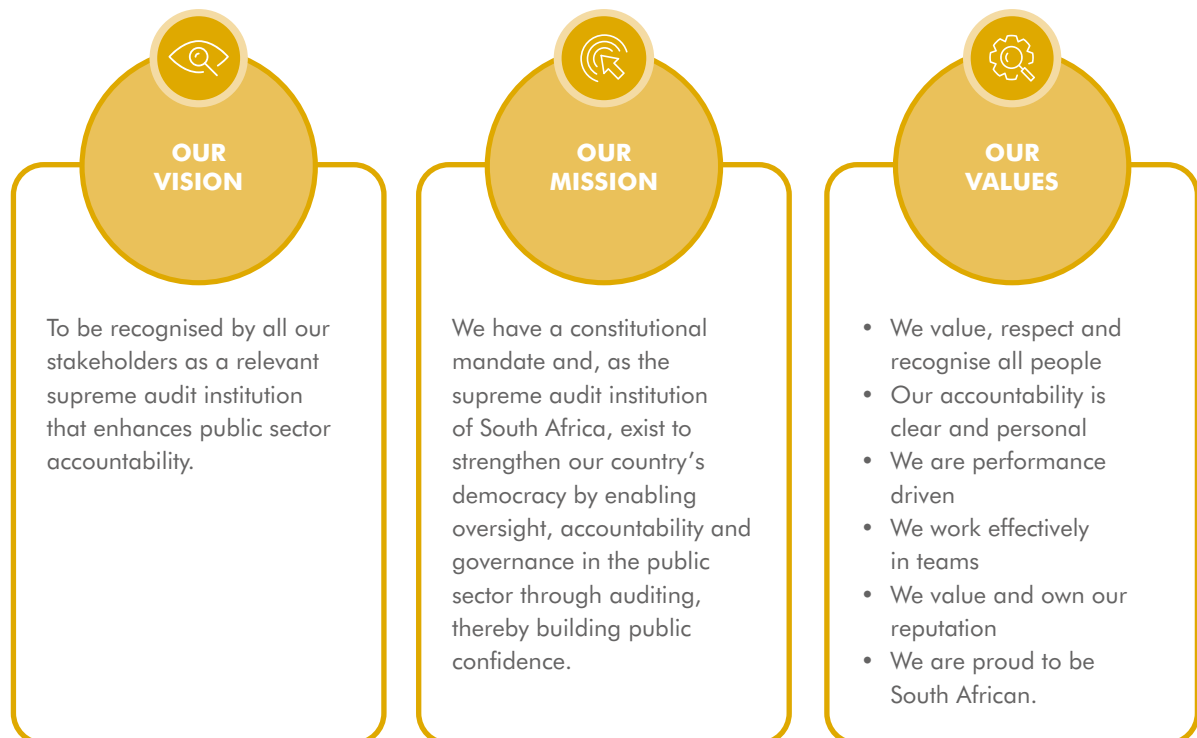 OUR
VISION
To be recognised by all our
stakeholders as a relevant
supreme audit institution
that enhances public sector
accountability.
OUR
MISSION
We have a constitutional
mandate and, as the
supreme audit institution
of South Africa, exist to
strengthen our country’s
democracy by enabling
oversight, accountability and
governance in the public
sector through auditing,
thereby building public
confidence.
OUR
VALUES
• We value, respect and
recognise all people
• Our accountability is
clear and personal
• We are performance
driven
• We work effectively
in teams
• We value and own our
reputation
• We are proud to be
South African.